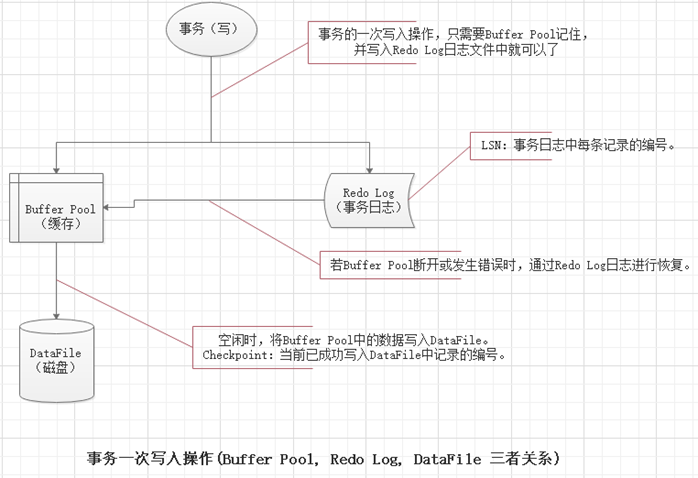 事务（写）
事务的一次写入操作，只需要Buffer Pool记住，
并写入Redo Log日志文件中就可以了
LSN：事务日志中每条记录的编号。
Redo Log
（事务日志）
Buffer Pool
（缓存）
若Buffer Pool断开或发生错误时，通过Redo Log日志进行恢复。
空闲时，将Buffer Pool中的数据写入DataFile。
Checkpoint：当前已成功写入DataFile中记录的编号。
DataFile
（磁盘）
事务一次写入操作(Buffer Pool, Redo Log, DataFile 三者关系)